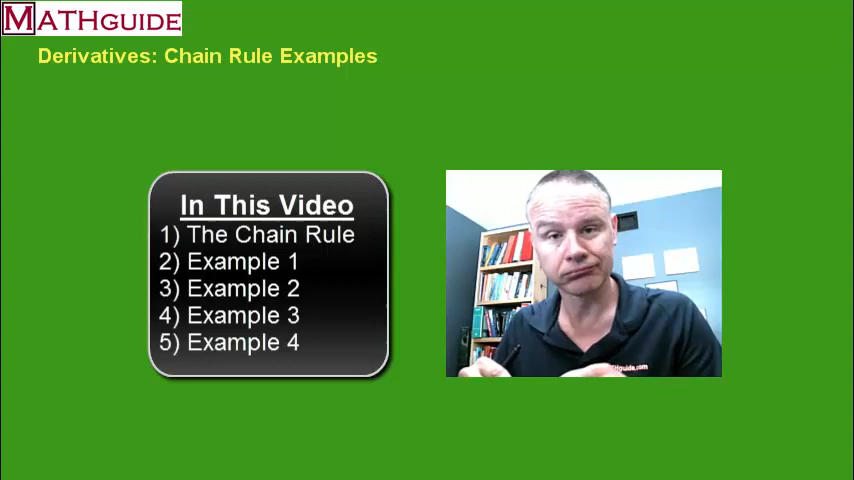 MATHGUIDE
Derivatives: Chain Rule Examples
In This Video
1) The Chain Rule
2) Example 1
3) Example 2
4) Example 3
5) Example 4